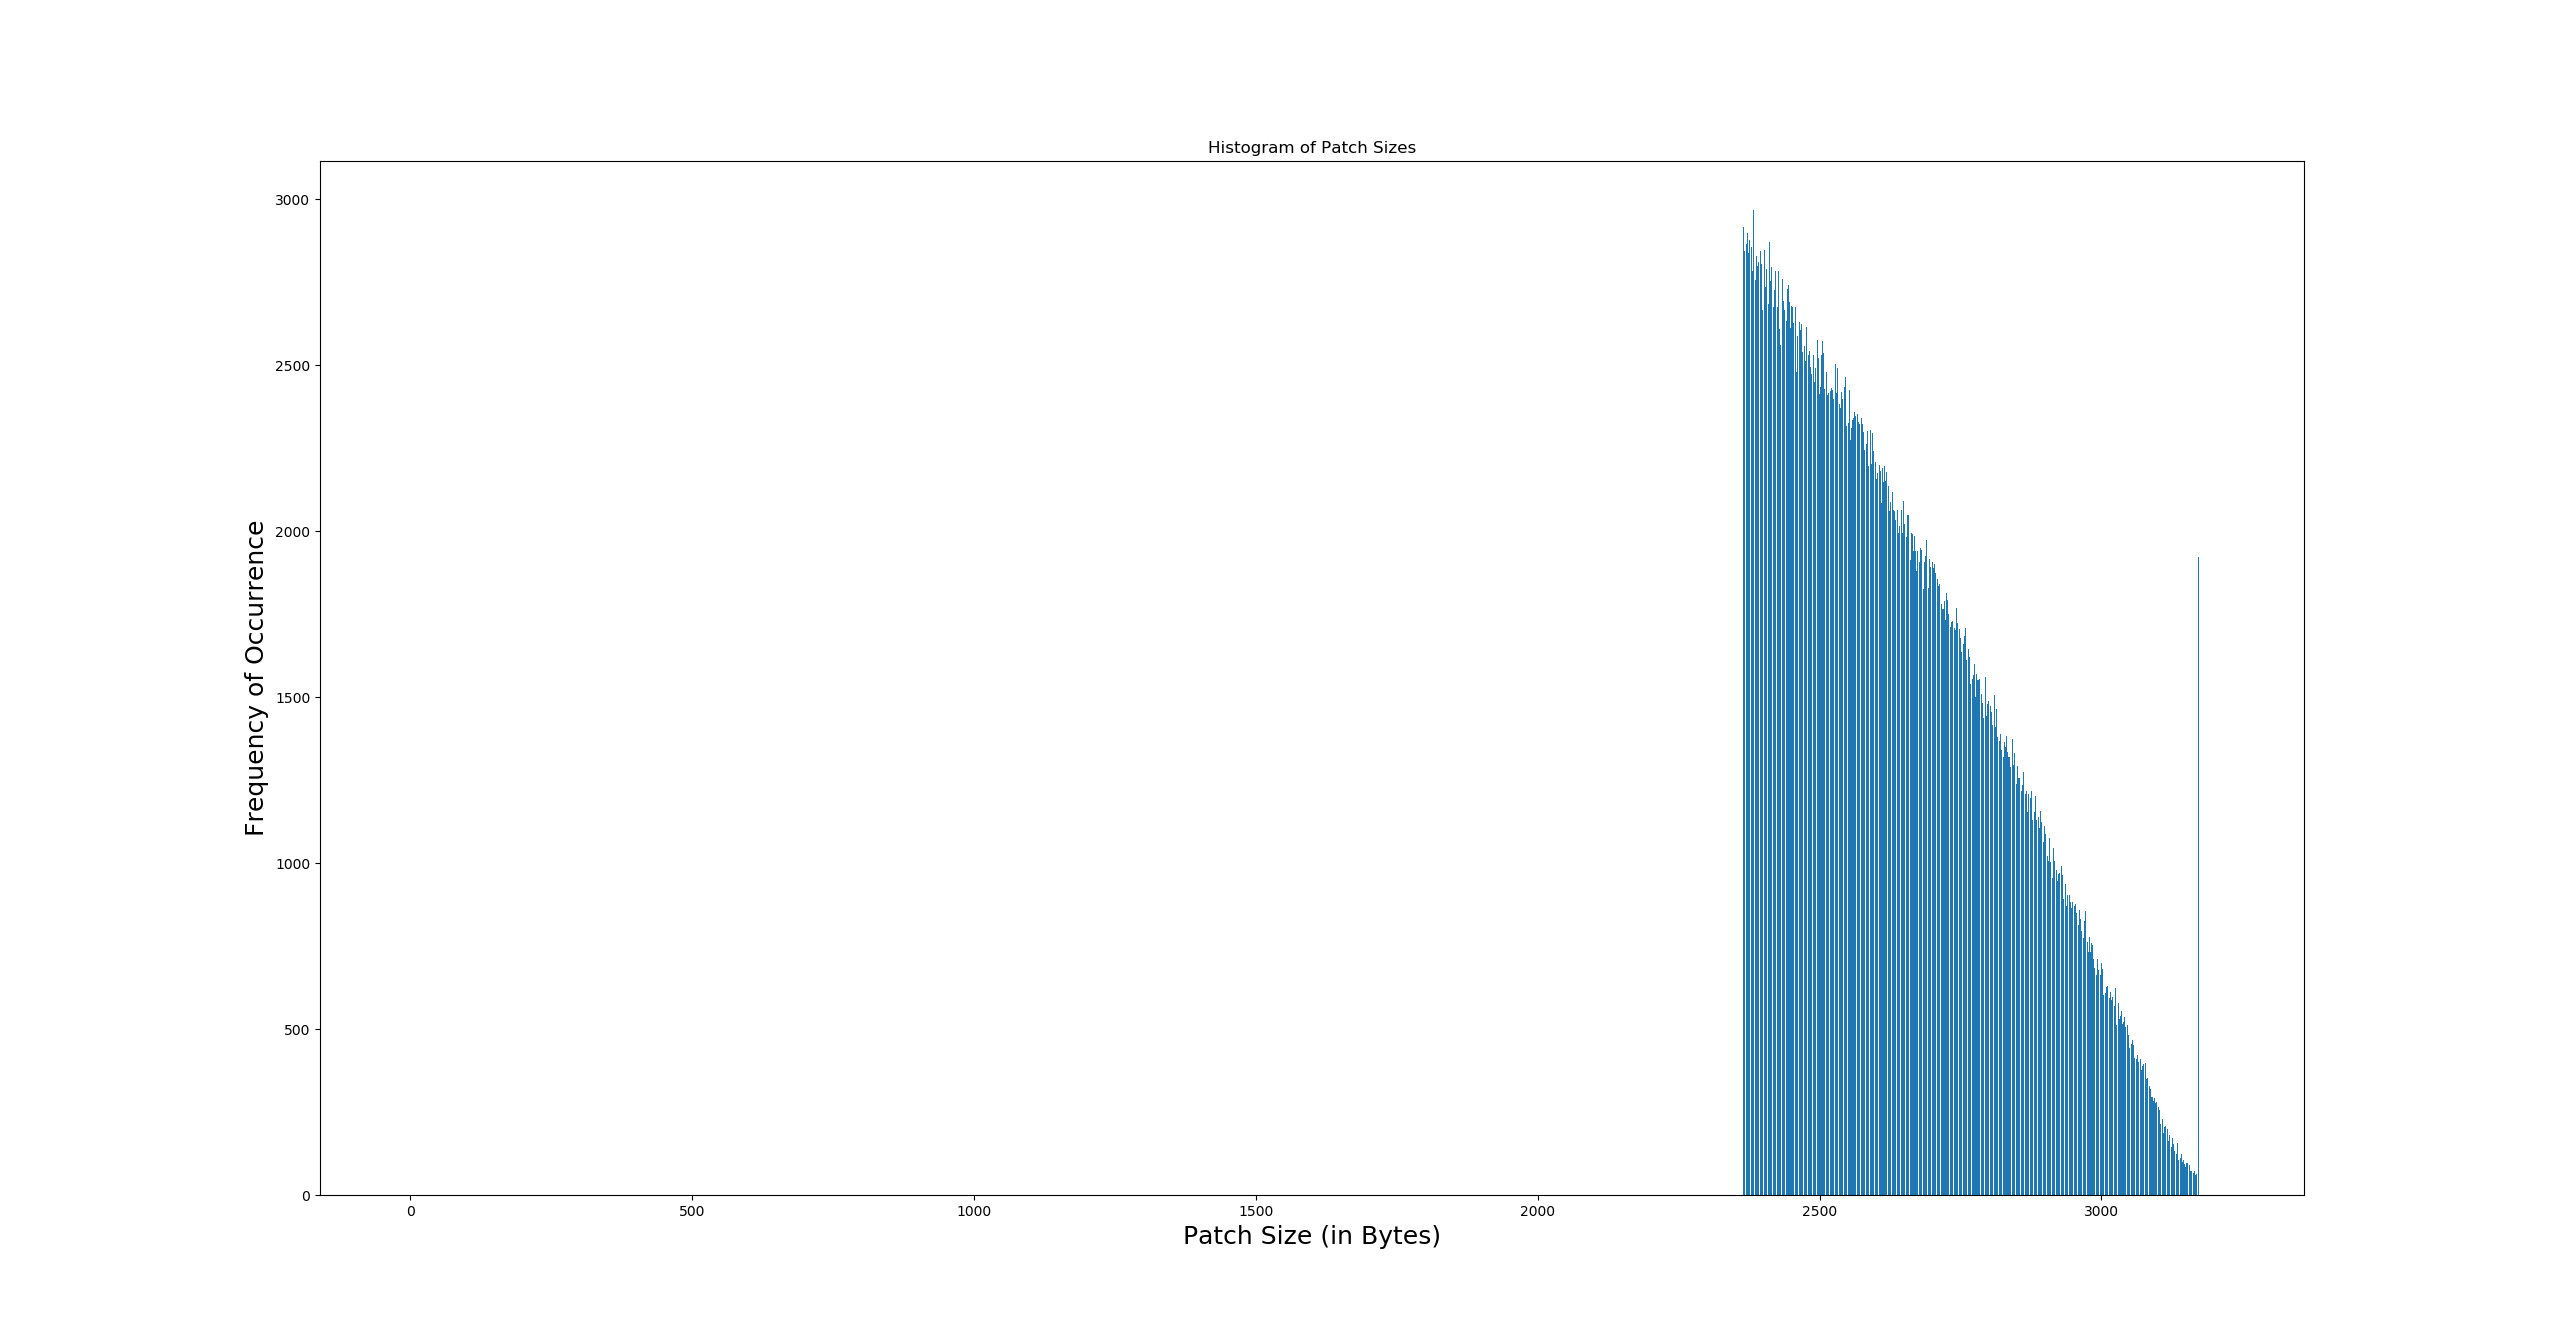 Histogram of Patch Sizes
3000
2500
2000
1500
1000
500
0
Frequency of Occurrence
0 500 1000 1500 2000 2500 3000
Patch Size (in Bytes)